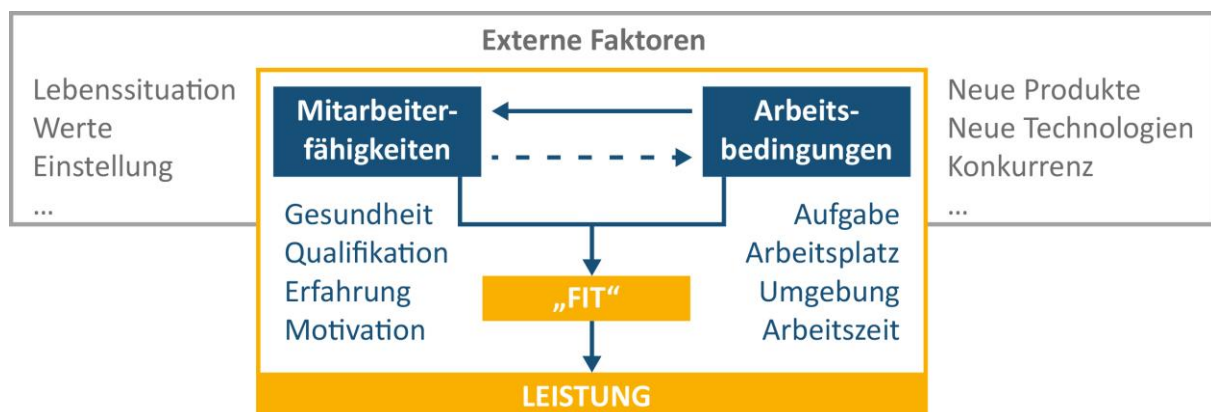 Externe Faktoren
Lebenssituation
Werte
Einstellung
...
Mitarbeiter-
fähigkeiten
Gesundheit
Qualifikation
Erfahrung
Motivation
Arbeits-
bedingungen
Aufgabe
Arbeitsplatz
Umgebung
Arbeitszeit
Neue Produkte
Neue Technologien
Konkurrenz
...
„FIT“
LEISTUNG